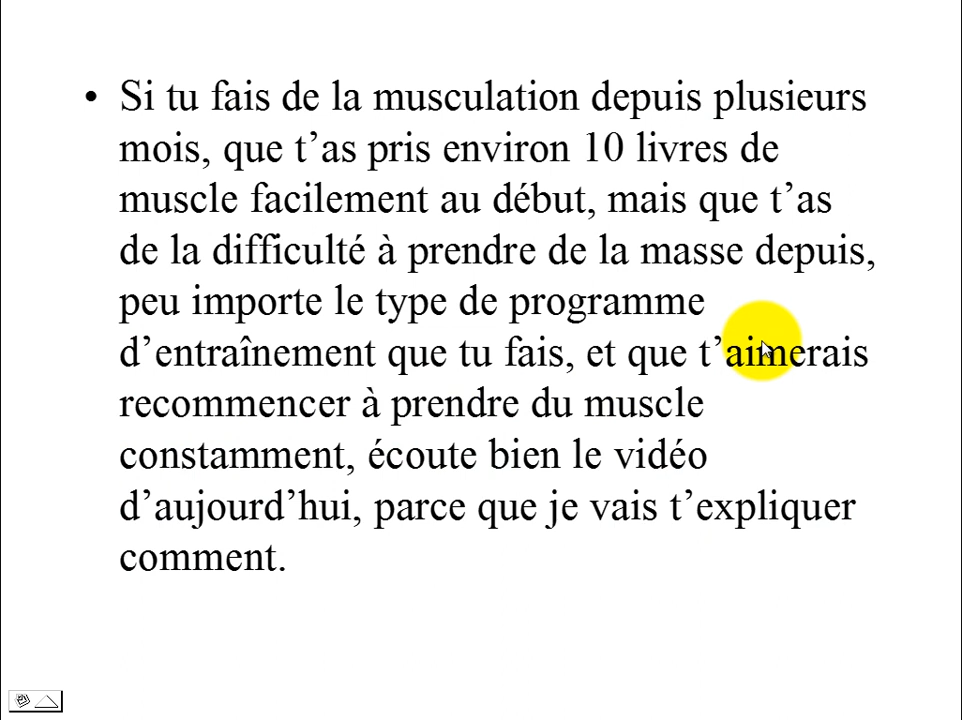 • Si tu fais de la musculation depuis plusieurs
mois, que t’as pris environ 10 livres de
muscle facilement au début, mais que t’as
de la difficulté à prendre de la masse depuis,
peu importe le type de programme
d’entraînement que tu fais, et que t’aimerais
recommencer à prendre du muscle
constamment, écoute bien le vidéo
d’aujourd’hui, parce que je vais t’expliquer
comment.